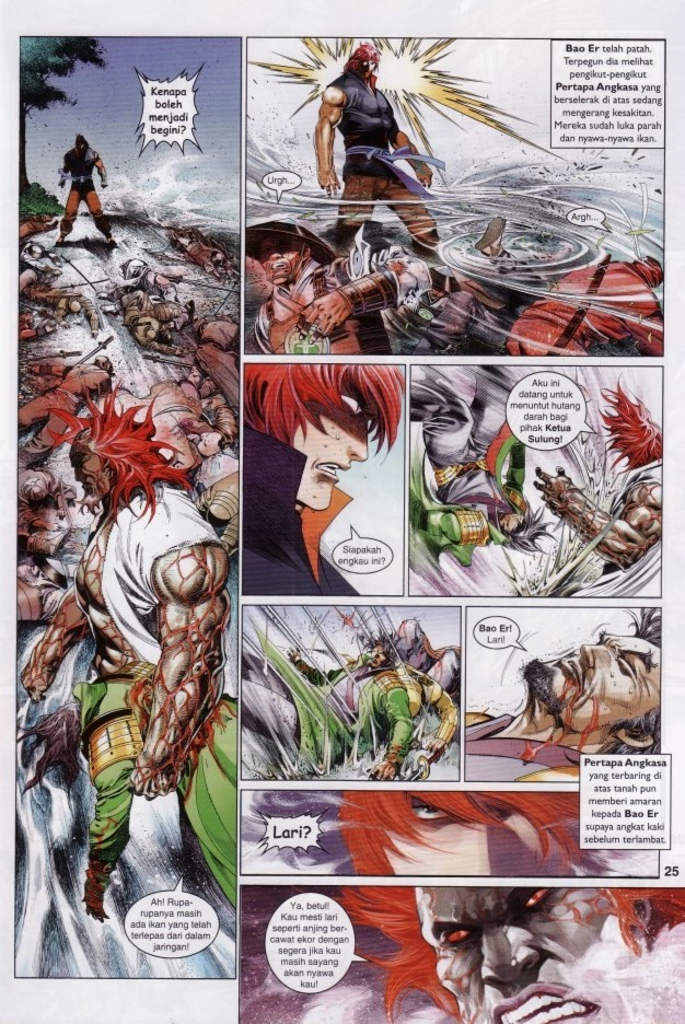 Kenapa
boleh
menjadi
begini?
Bao Er telah patah.
Terpegun dia melihat
pengikut-pengikut
Pertapa Angkasa yang
berselerak di atas sedang
mengerang kesakitan.
Mereka sudah luka parah
dan nyawa-nyawa ikan.
Urgh...
Argh...
Siapakah
engkau ini?
Aku ini
datang untuk
menuntut hutang
darah bagi
pihak Ketua
Sulung!
Bao Er!
Lari!
Pertapa Angkasa
yang terbaring di
atas tanah pun
memberi amaran
kepada Bao Er
supaya angkat kaki
sebelum terlambat.
Lari?
25
Ah! Rupa-
rupanya masih
ada ikan yang telah
terlepas dari dalam
jaringan!
Ya, betul!
Kau mesti lari
seperti anjing ber-
cawat ekor dengan
segera jika kau
masih sayang
akan nyawa
kau!